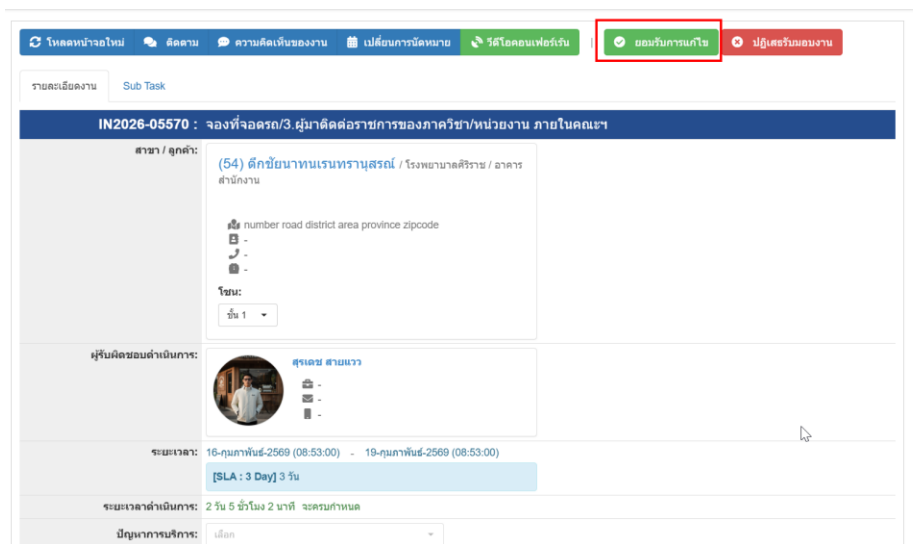 โหลดหน้าจอใหม่ ติดตาม ความคิดเห็นของงาน เปลี่ยนการนัดหมาย วีดีโอคอนเฟอร์เร้น | ยอมรับการแก้ไข ปฏิเสธรับมอบงาน
รายละเอียดงาน Sub Task
IN2026-05570 : จองที่จอดรถ/3.ผู้มาติดต่อราชการของภาควิชา/หน่วยงาน ภายในคณะฯ
สาขา / ลูกค้า:
(54) ตึกชัยนาทนเรนทรานุสรณ์ / โรงพยาบาลศิริราช / อาคาร
สำนักงาน
number road district area province zipcode
-
-
-
โซน:
ชั้น 1
ผู้รับผิดชอบดำเนินการ:
สุรเดช สายแวว
-
-
-
ระยะเวลา: 16-กุมภาพันธ์-2569 (08:53:00) - 19-กุมภาพันธ์-2569 (08:53:00)
[SLA : 3 Day] 3 วัน
ระยะเวลาดำเนินการ: 2 วัน 5 ชั่วโมง 2 นาที จะครบกำหนด
ปัญหาการบริการ: เลือก